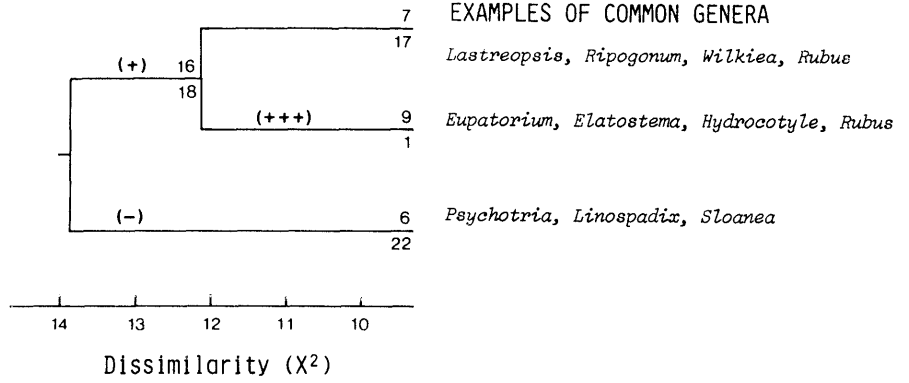 7 EXAMPLES OF COMMON GENERA
17
Lastreopsis, Ripogonum, Wilkiea, Rubus
(+) 16
18
(+++) 9 Eupatorium, Elatostema, Hydrocotyle, Rubus
1
(-) 6 Psychotria, Linospadix, Sloanea
22
14 13 12 11 10
Dissimilarity (X²)